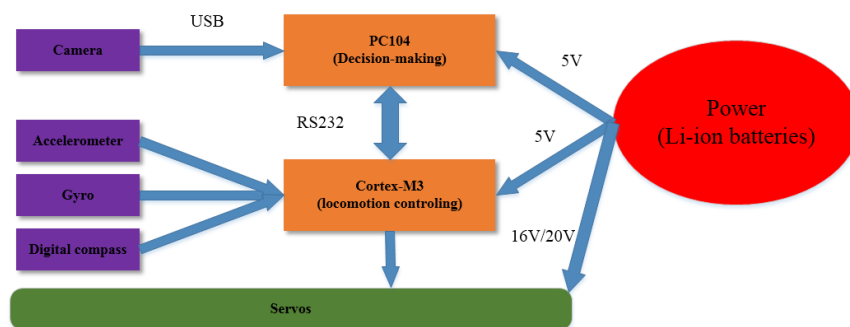 USB
Camera
PC104
(Decision-making)
5V
Power
(Li-ion batteries)
RS232
5V
Accelerometer
Gyro
Digital compass
Cortex-M3
(locomotion controling)
16V/20V
Servos